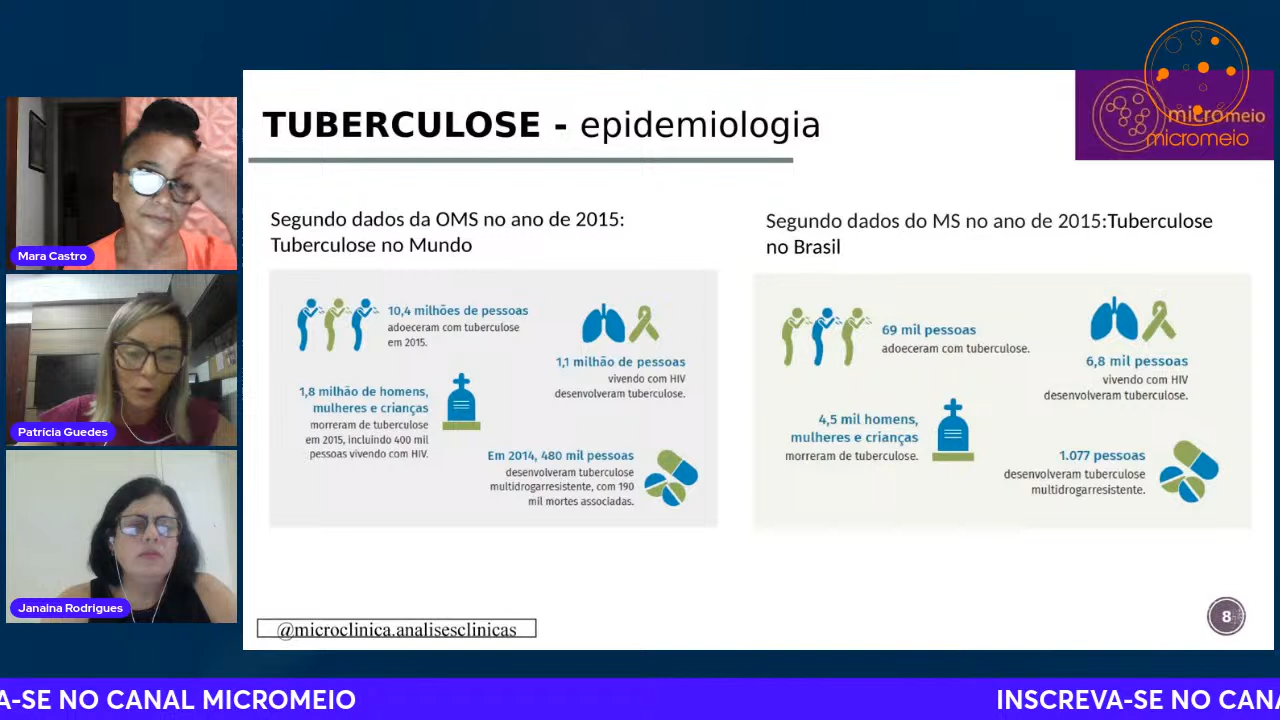 TUBERCULOSE - epidemiologia
micromeio
micromeio
Mara Castro
Patrícia Guedes
Janaina Rodrigues
Segundo dados da OMS no ano de 2015:
Tuberculose no Mundo
10,4 milhões de pessoas
adoeceram com tuberculose
em 2015.
1,1 milhão de pessoas
vivendo com HIV
desenvolveram tuberculose.
1,8 milhão de homens,
mulheres e crianças
morreram de tuberculose
em 2015, incluindo 400 mil
pessoas vivendo com HIV.
Em 2014, 480 mil pessoas
desenvolveram tuberculose
multidrogarresistente, com 190
mil mortes associadas.
Segundo dados do MS no ano de 2015:Tuberculose
no Brasil
69 mil pessoas
adoeceram com tuberculose.
6,8 mil pessoas
vivendo com HIV
desenvolveram tuberculose.
4,5 mil homens,
mulheres e crianças
morreram de tuberculose.
1.077 pessoas
desenvolveram tuberculose
multidrogarresistente.
@microclinica.analisesclinicas
8
A-SE NO CANAL MICROMEIO
INSCREVA-SE NO CANA